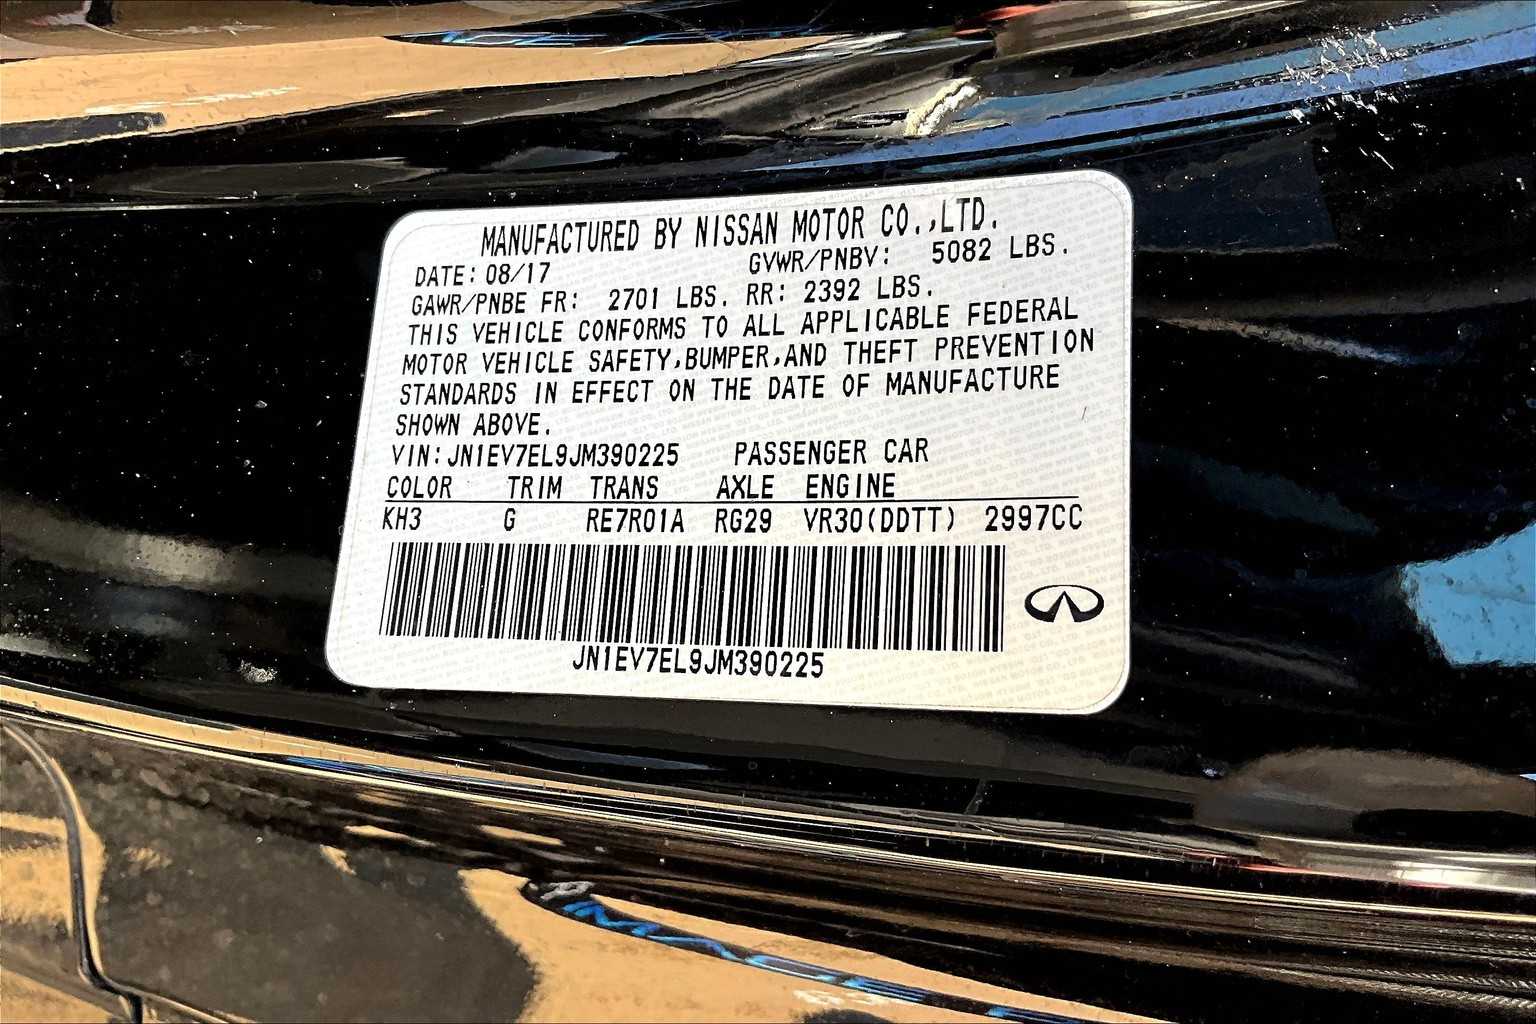 MANUFACTURED BY NISSAN MOTOR CO.,LTD.
DATE: 08/17 GVWR/PNBV: 5082 LBS.
GAWR/PNBE FR: 2701 LBS. RR: 2392 LBS.
THIS VEHICLE CONFORMS TO ALL APPLICABLE FEDERAL
MOTOR VEHICLE SAFETY,BUMPER,AND THEFT PREVENTION
STANDARDS IN EFFECT ON THE DATE OF MANUFACTURE
SHOWN ABOVE.
VIN:JN1EV7EL9JM390225 PASSENGER CAR
COLOR TRIM TRANS AXLE ENGINE
KH3 G RE7R01A RG29 VR30(DDTT) 2997CC
JN1EV7EL9JM390225